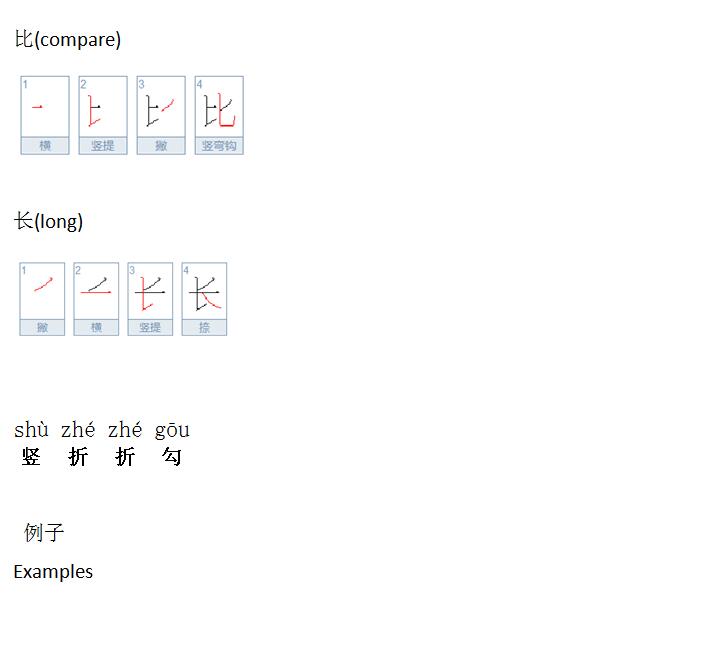 比(compare)
1 2 3 4
横 竖提 撇 竖弯钩
长(long)
1 2 3 4
撇 横 竖提 捺
shù zhé zhé gōu
竖 折 折 勾
例子
Examples